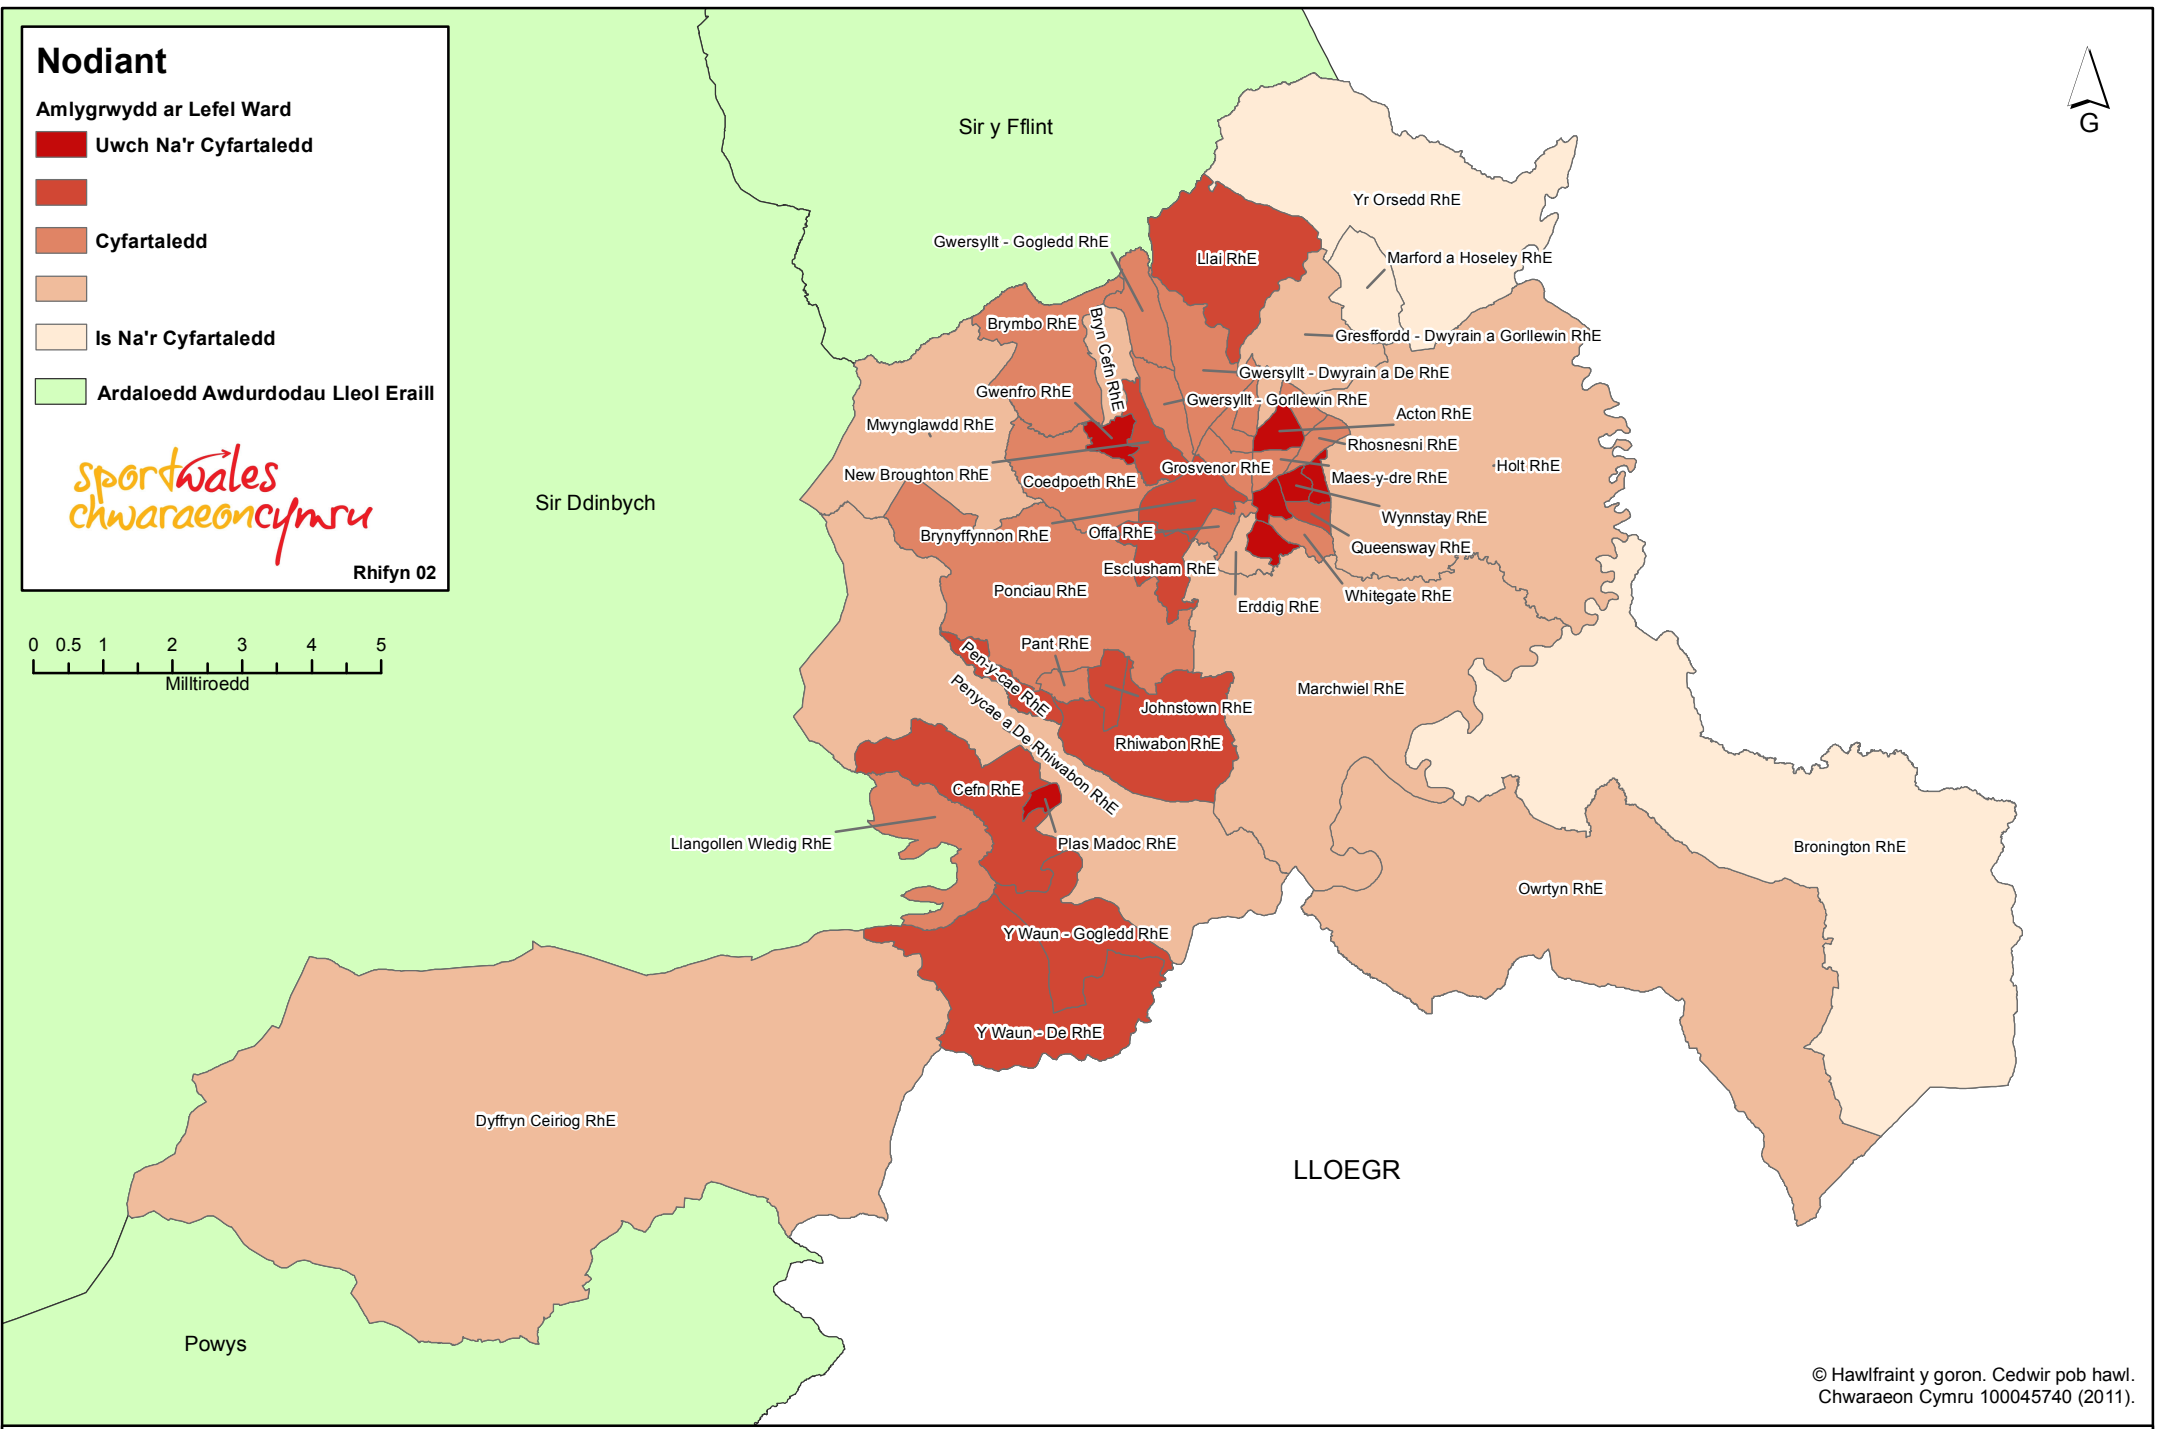 Nodiant
Amlygrwydd ar Lefel Ward
Uwch Na'r Cyfartaledd
Cyfartaledd
Is Na'r Cyfartaledd
Ardaloedd Awdurdodau Lleol Eraill
sportwales
chwaraeoncymru
Rhifyn 02
0 0.5 1 2 3 4 5
Milltiroedd
G
Sir y Fflint
Sir Ddinbych
Powys
LLOEGR
Yr Orsedd RhE
Gwersyllt - Gogledd RhE
Llai RhE
Marford a Hoseley RhE
Brymbo RhE
Bryn Cefn RhE
Gresffordd - Dwyrain a Gorllewin RhE
Gwersyllt - Dwyrain a De RhE
Gwenfro RhE
Gwersyllt - Gorllewin RhE
Acton RhE
Mwynglawdd RhE
Rhosnesni RhE
New Broughton RhE
Coedpoeth RhE
Grosvenor RhE
Maes-y-dre RhE
Holt RhE
Wynnstay RhE
Brynyffynnon RhE
Offa RhE
Queensway RhE
Esclusham RhE
Ponciau RhE
Erddig RhE
Whitegate RhE
Pant RhE
Pen-y-cae RhE
Penycae a De Rhiwabon RhE
Marchwiel RhE
Johnstown RhE
Rhiwabon RhE
Cefn RhE
Llangollen Wledig RhE
Plas Madoc RhE
Bronington RhE
Owrtyn RhE
Y Waun - Gogledd RhE
Y Waun - De RhE
Dyffryn Ceiriog RhE
© Hawlfraint y goron. Cedwir pob hawl.
Chwaraeon Cymru 100045740 (2011).